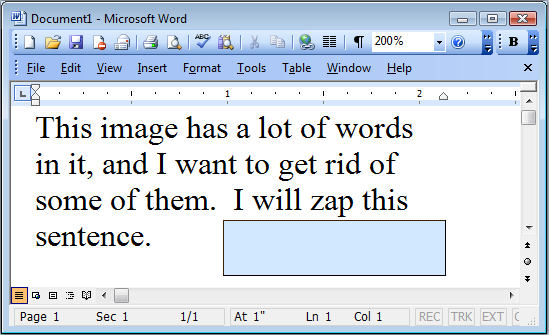 Document1 - Microsoft Word
ABC ¶ 200% ? B
File Edit View Insert Format Tools Table Window Help
L 1 2
This image has a lot of words
in it, and I want to get rid of
some of them.  I will zap this
sentence.
Page 1 Sec 1 1/1 At 1" Ln 1 Col 1 REC TRK EXT